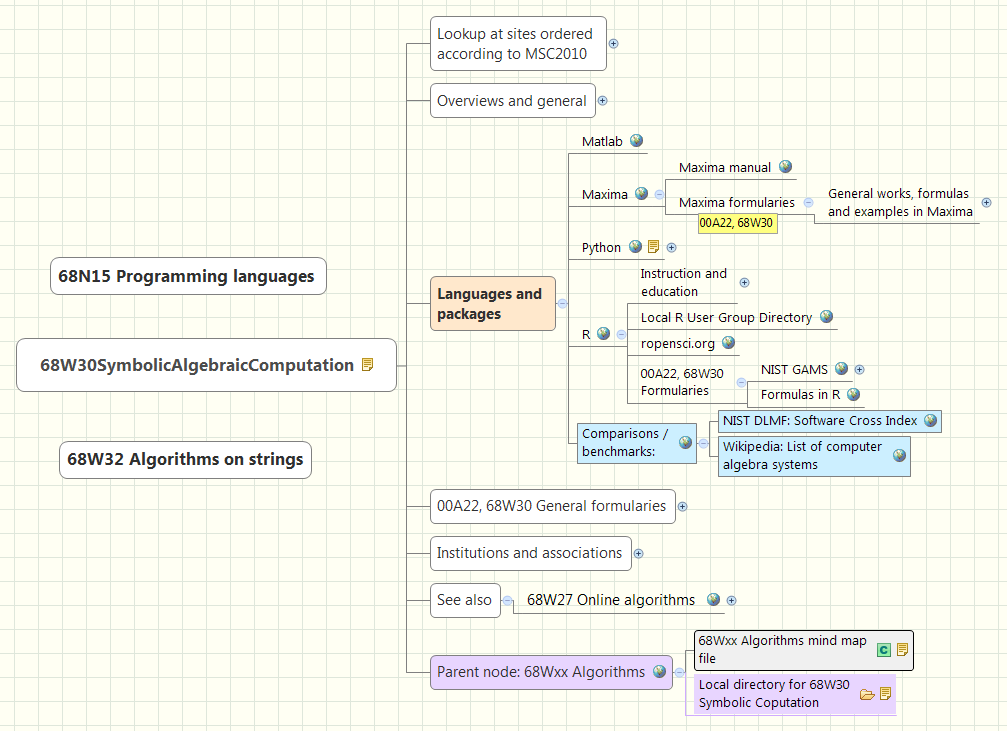 Lookup at sites ordered
according to MSC2010
Overviews and general
Matlab
Maxima manual
Maxima
Maxima formularies
00A22, 68W30
General works, formulas
and examples in Maxima
Python
68N15 Programming languages
Languages and
packages
Instruction and
education
Local R User Group Directory
R
ropensci.org
00A22, 68W30
Formularies
NIST GAMS
Formulas in R
68W30SymbolicAlgebraicComputation
Comparisons /
benchmarks:
NIST DLMF: Software Cross Index
Wikipedia: List of computer
algebra systems
68W32 Algorithms on strings
00A22, 68W30 General formularies
Institutions and associations
See also
68W27 Online algorithms
Parent node: 68Wxx Algorithms
68Wxx Algorithms mind map
file
C
Local directory for 68W30
Symbolic Coputation